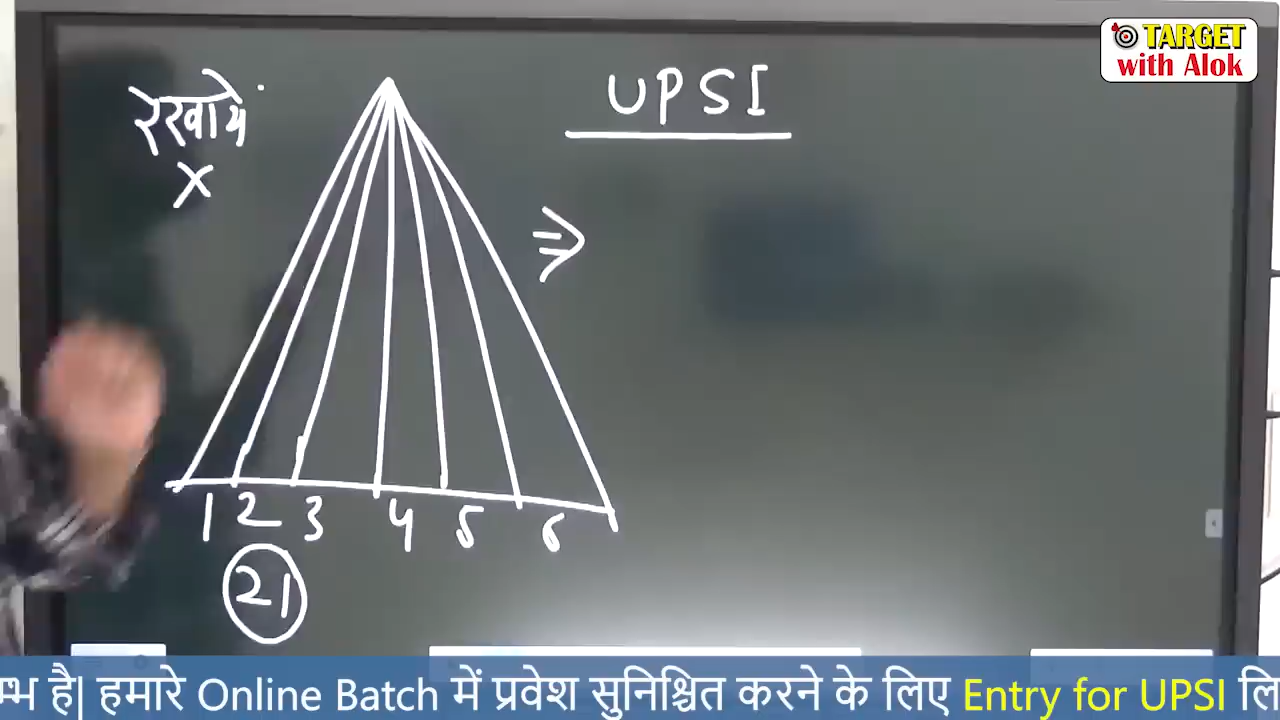 TARGET
with Alok
रेखायें
X
UPSI
⇒
1 2 3 4 5 6
21
म्भ है| हमारे Online Batch में प्रवेश सुनिश्चित करने के लिए Entry for UPSI लि